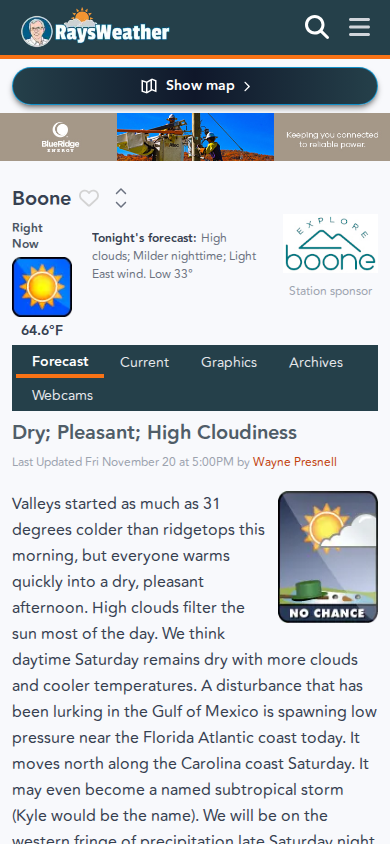 RaysWeather
Show map
BlueRidge
ENERGY
Keeping you connected
to reliable power.
Boone
Right
Now
64.6°F
Tonight's forecast: High
clouds; Milder nighttime; Light
East wind. Low 33°
EXPLORE
boone
Station sponsor
Forecast Current Graphics Archives
Webcams
Dry; Pleasant; High Cloudiness
Last Updated Fri November 20 at 5:00PM by Wayne Presnell
Valleys started as much as 31
degrees colder than ridgetops this
morning, but everyone warms
quickly into a dry, pleasant
afternoon. High clouds filter the
sun most of the day. We think
NO CHANCE
daytime Saturday remains dry with more clouds
and cooler temperatures. A disturbance that has
been lurking in the Gulf of Mexico is spawning low
pressure near the Florida Atlantic coast today. It
moves north along the Carolina coast Saturday. It
may even become a named subtropical storm
(Kyle would be the name). We will be on the
western fringe of precipitation late Saturday night